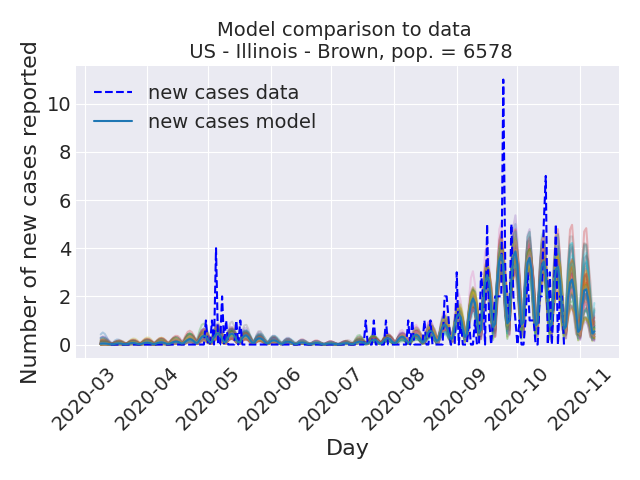 Model comparison to data
US - Illinois - Brown, pop. = 6578
Number of new cases reported
10
8
6
4
2
0
new cases data
new cases model
2020-03
2020-04
2020-05
2020-06
2020-07
2020-08
2020-09
2020-10
2020-11
Day